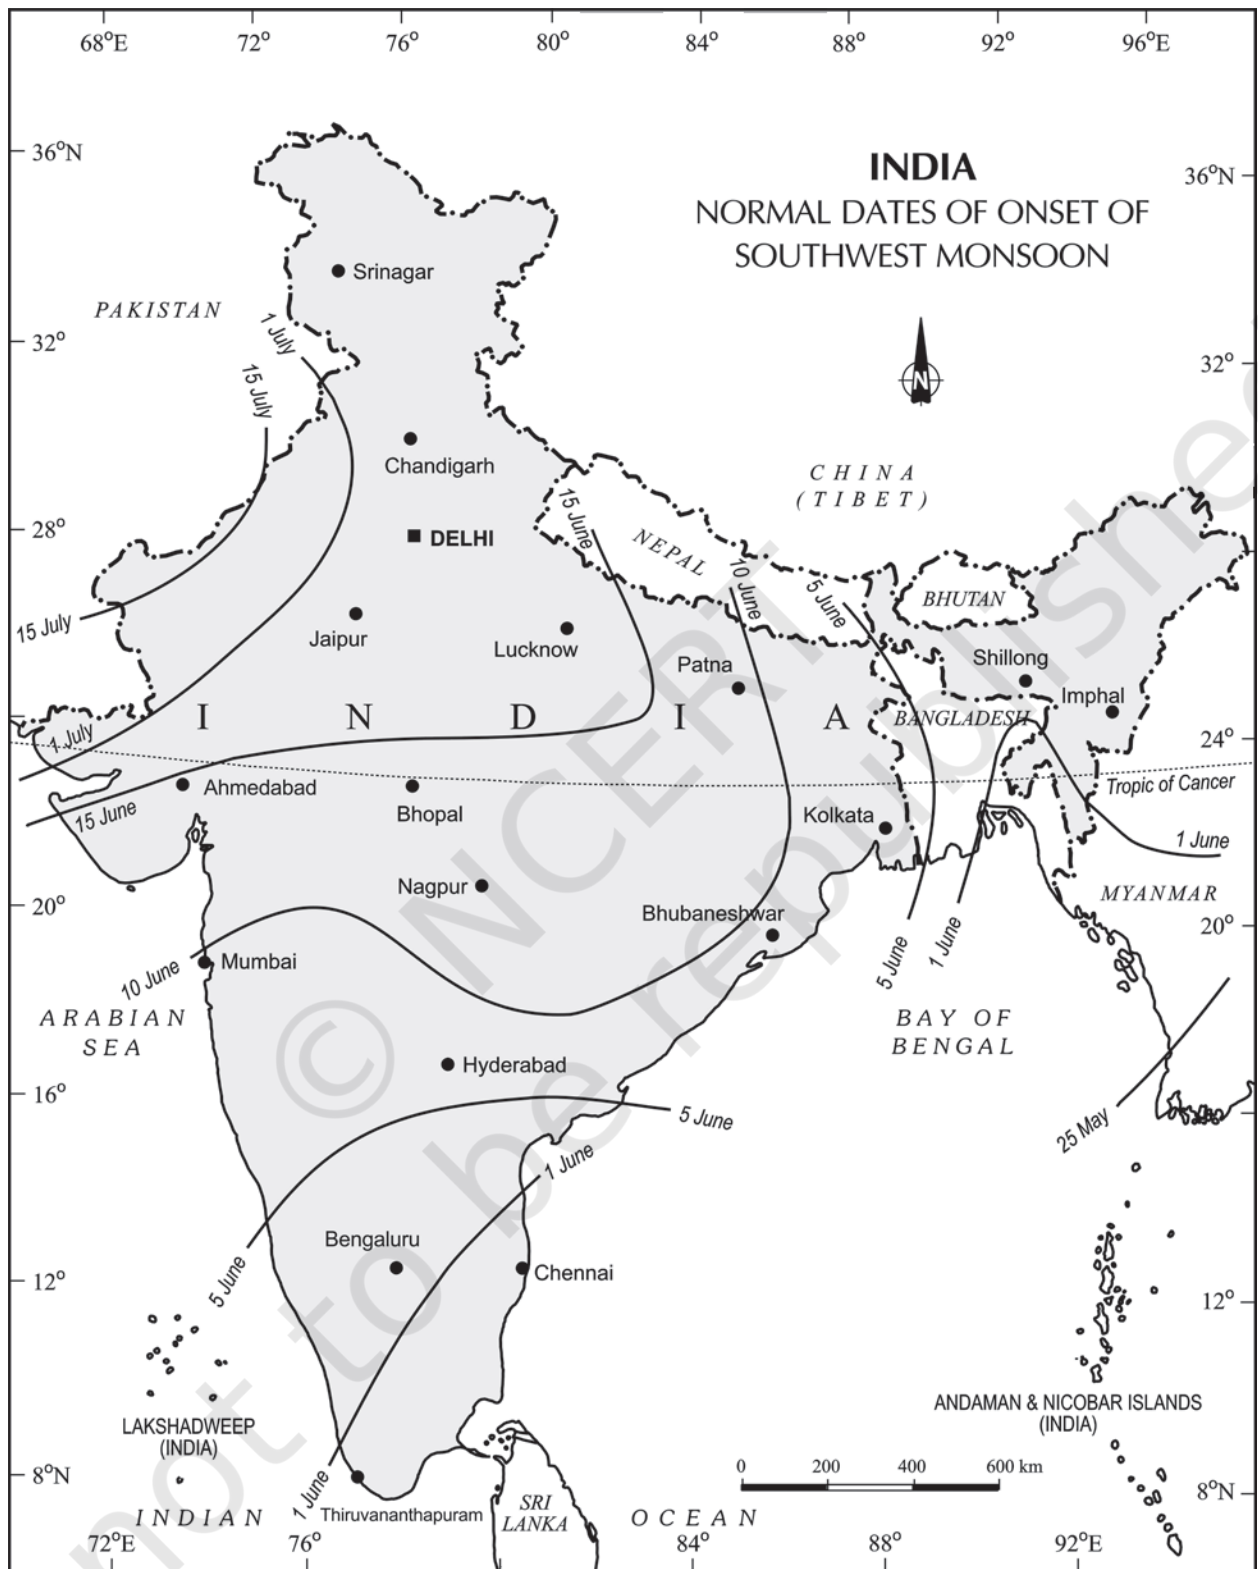 68°E 72° 76° 80° 84° 88° 92° 96°E
36°N
36°N
INDIA
NORMAL DATES OF ONSET OF
SOUTHWEST MONSOON
Srinagar
PAKISTAN
1 July
32°
32°
15 July
N
Chandigarh
CHINA
(TIBET)
15 June
28°
28°
DELHI
NEPAL
10 June
5 June
BHUTAN
15 July
Jaipur
Lucknow
Patna
Shillong
Imphal
I N D I A
BANGLADESH
1 July
24°
Ahmedabad
Bhopal
Tropic of Cancer
15 June
Kolkata
1 June
Nagpur
MYANMAR
20°
20°
Bhubaneshwar
10 June
Mumbai
5 June
1 June
ARABIAN
SEA
BAY OF
BENGAL
Hyderabad
16°
5 June
25 May
1 June
Bengaluru
Chennai
5 June
12°
12°
LAKSHADWEEP
(INDIA)
ANDAMAN & NICOBAR ISLANDS
(INDIA)
8°N
8°N
1 June
0 200 400 600 km
Thiruvananthapuram
SRI
LANKA
INDIAN OCEAN
72°E 76° 84° 88° 92°E
© NCERT
not to be republished